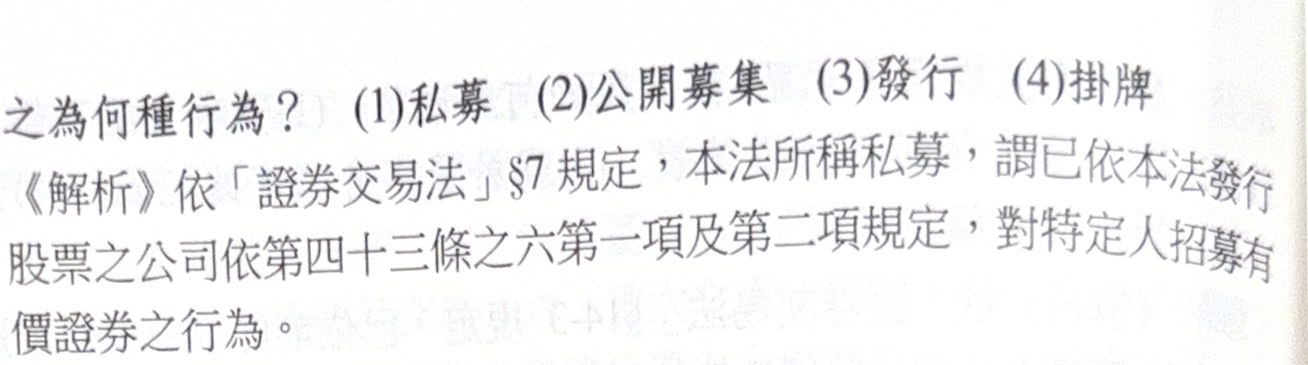 之為何種行為？ (1)私募 (2)公開募集 (3)發行 (4)掛牌
《解析》依「證券交易法」§7 規定，本法所稱私募，謂已依本法發行
股票之公司依第四十三條之六第一項及第二項規定，對特定人招募有
價證券之行為。